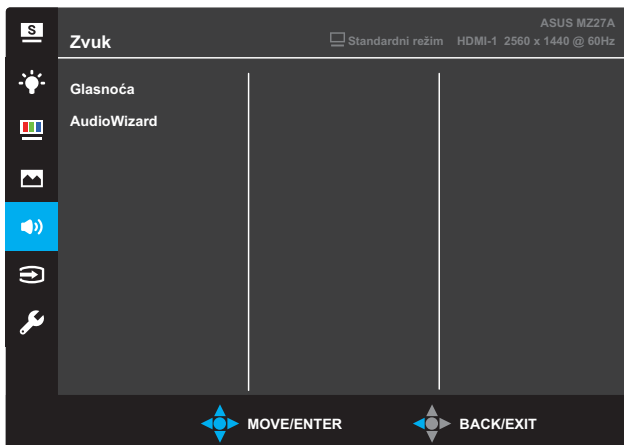 S
ASUS MZ27A
Zvuk
Standardni režim HDMI-1 2560 x 1440 @ 60Hz
Glasnoća
AudioWizard
MOVE/ENTER
BACK/EXIT